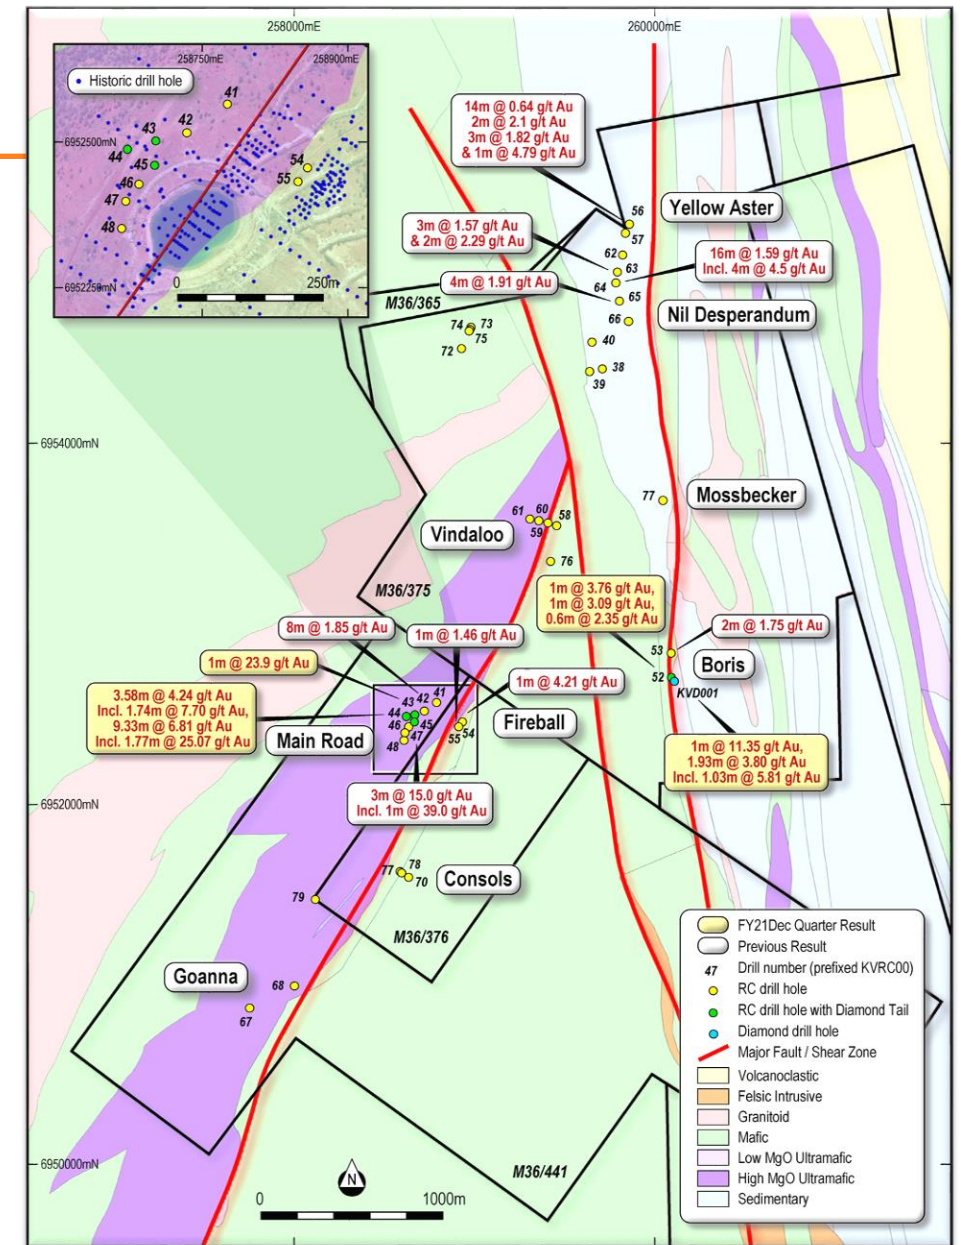 258000mE
260000mE
258750mE
258900mE
Historic drill hole
41
42
43
6952500mN
44
45
54
46
55
47
48
6952250mN
0
250m
14m @ 0.64 g/t Au
2m @ 2.1 g/t Au
3m @ 1.82 g/t Au
& 1m @ 4.79 g/t Au
56
Yellow Aster
57
3m @ 1.57 g/t Au
& 2m @ 2.29 g/t Au
62
63
16m @ 1.59 g/t Au
Incl. 4m @ 4.5 g/t Au
4m @ 1.91 g/t Au
64
65
M36/365
66
Nil Desperandum
74
73
75
72
40
38
39
6954000mN
77
Mossbecker
61
60
58
59
Vindaloo
76
M36/375
1m @ 3.76 g/t Au,
1m @ 3.09 g/t Au,
0.6m @ 2.35 g/t Au
8m @ 1.85 g/t Au
1m @ 1.46 g/t Au
2m @ 1.75 g/t Au
53
Boris
1m @ 23.9 g/t Au
52
KVD001
1m @ 4.21 g/t Au
3.58m @ 4.24 g/t Au
Incl. 1.74m @ 7.70 g/t Au,
9.33m @ 6.81 g/t Au
Incl. 1.77m @ 25.07 g/t Au
43
42
41
44
45
46
47
48
Main Road
54
55
Fireball
1m @ 11.35 g/t Au,
1.93m @ 3.80 g/t Au
Incl. 1.03m @ 5.81 g/t Au
3m @ 15.0 g/t Au
Incl. 1m @ 39.0 g/t Au
6952000mN
77
78
70
Consols
79
M36/376
Goanna
68
67
M36/441
6950000mN
N
0
1000m
FY21Dec Quarter Result
Previous Result
47
Drill number (prefixed KVRC00)
RC drill hole
RC drill hole with Diamond Tail
Diamond drill hole
Major Fault / Shear Zone
Volcanoclastic
Felsic Intrusive
Granitoid
Mafic
Low MgO Ultramafic
High MgO Ultramafic
Sedimentary